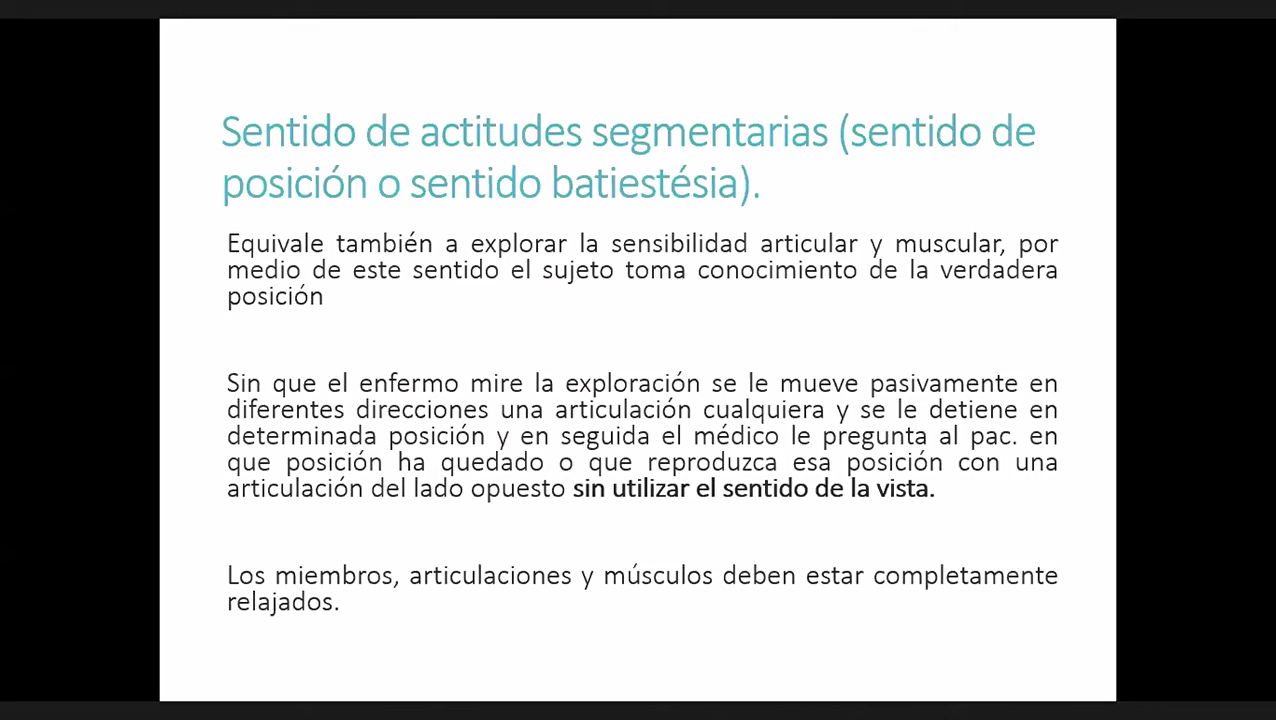 Sentido de actitudes segmentarias (sentido de
posición o sentido batiestésia).
Equivale también a explorar la sensibilidad articular y muscular, por
medio de este sentido el sujeto toma conocimiento de la verdadera
posición
Sin que el enfermo mire la exploración se le mueve pasivamente en
diferentes direcciones una articulación cualquiera y se le detiene en
determinada posición y en seguida el médico le pregunta al pac. en
que posición ha quedado o que reproduzca esa posición con una
articulación del lado opuesto sin utilizar el sentido de la vista.
Los miembros, articulaciones y músculos deben estar completamente
relajados.